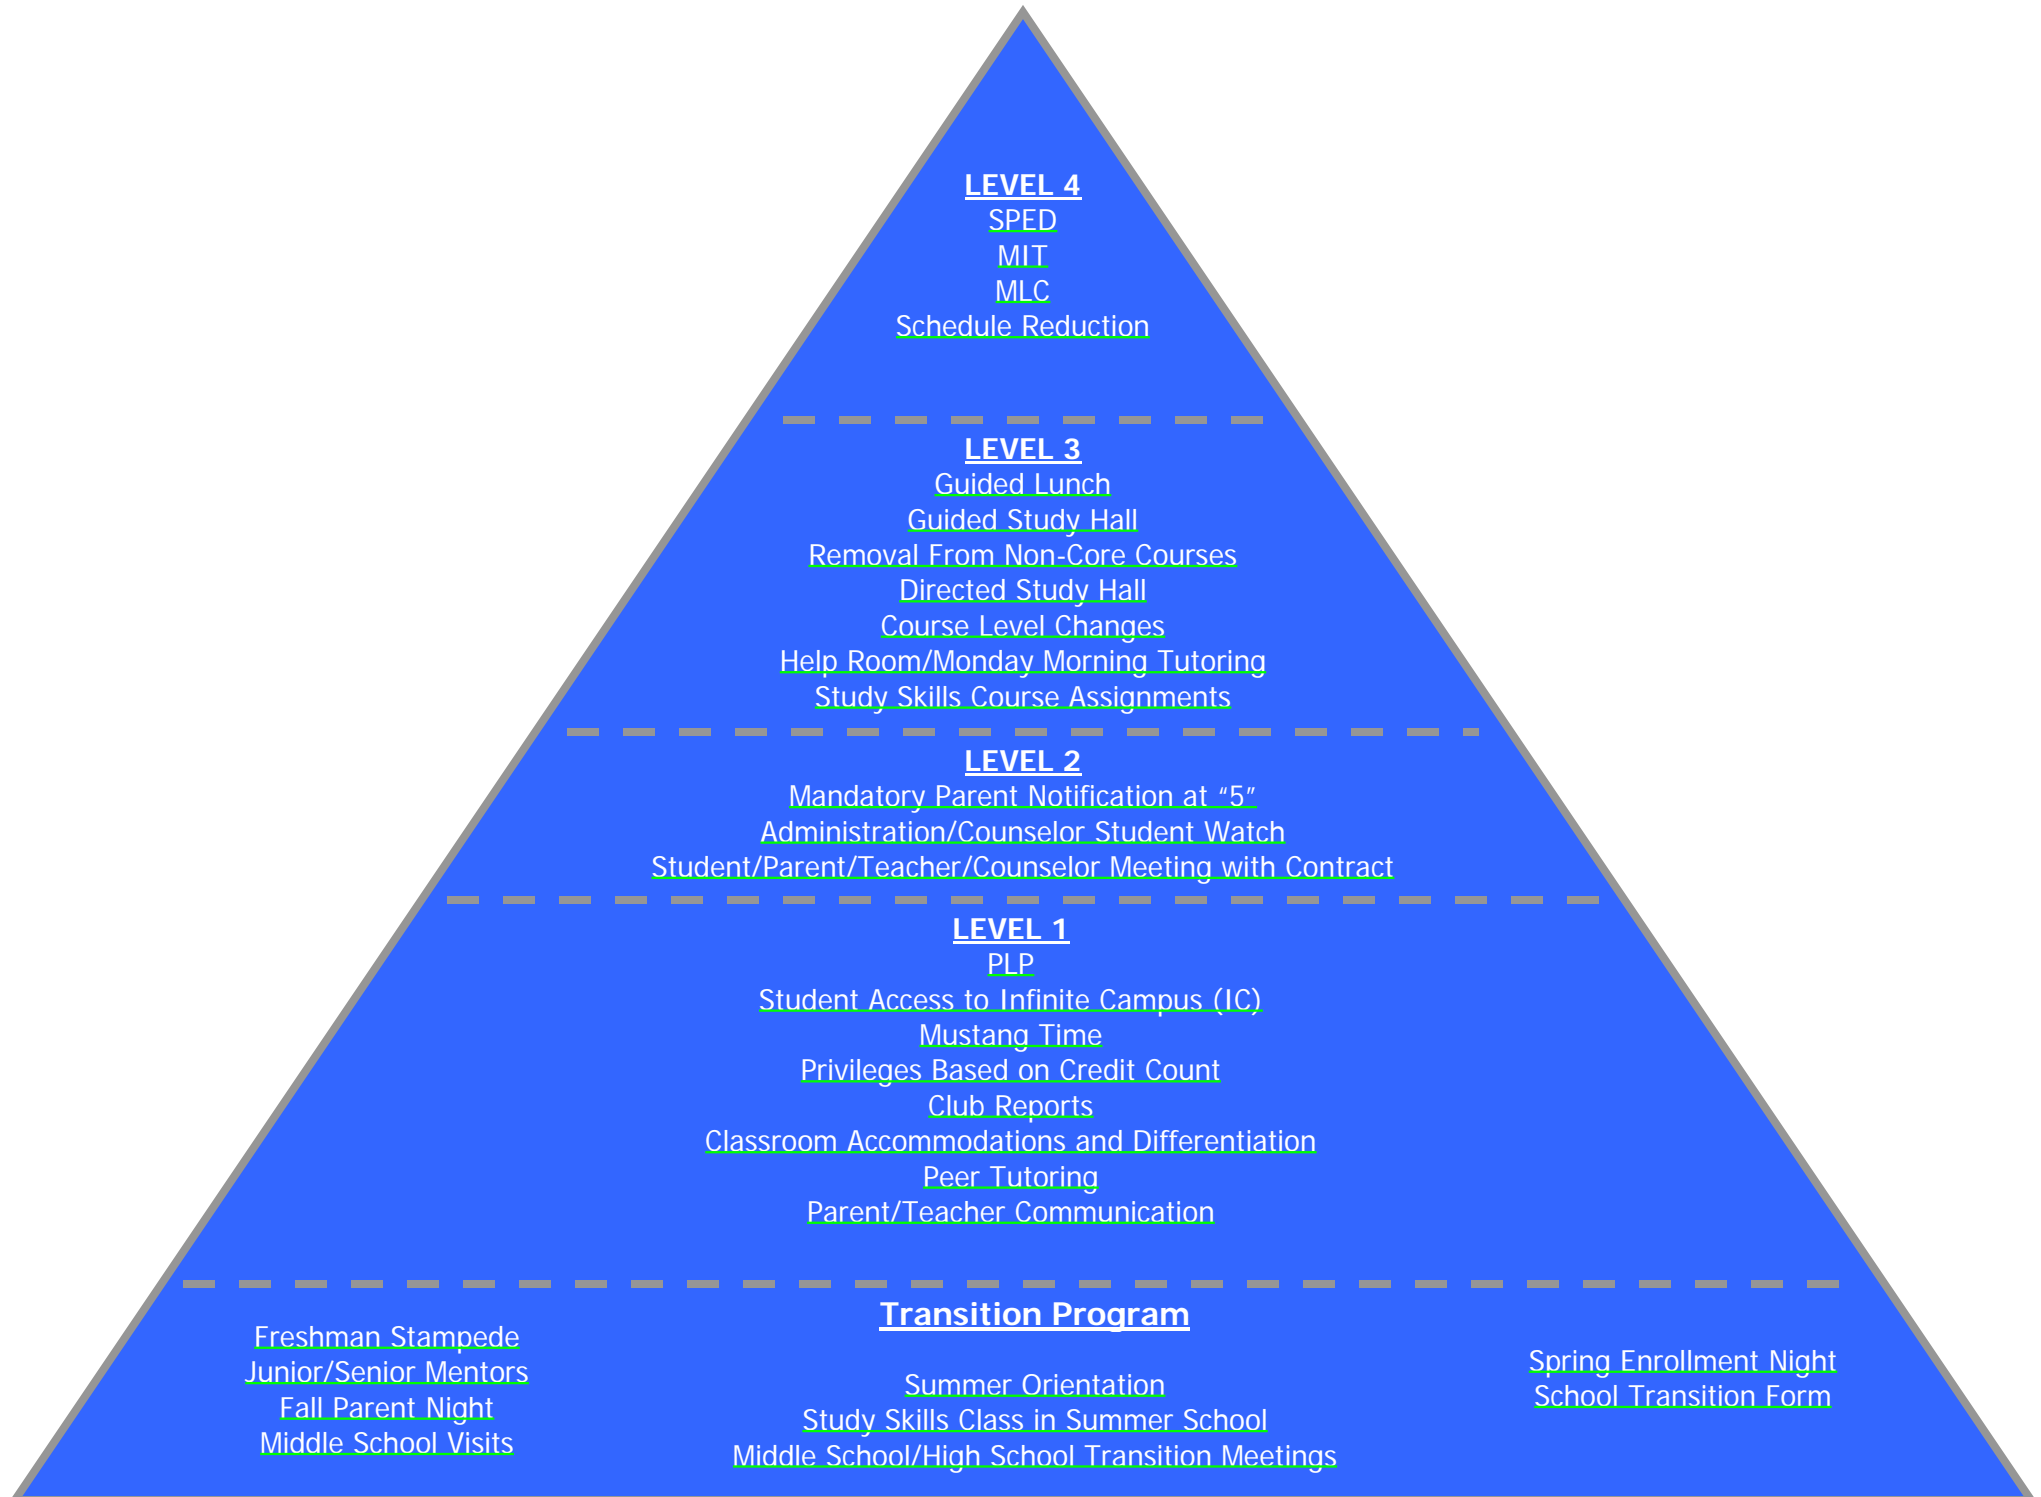 LEVEL 4
SPED
MIT
MLC
Schedule Reduction
LEVEL 3
Guided Lunch
Guided Study Hall
Removal From Non-Core Courses
Directed Study Hall
Course Level Changes
Help Room/Monday Morning Tutoring
Study Skills Course Assignments
LEVEL 2
Mandatory Parent Notification at “5”
Administration/Counselor Student Watch
Student/Parent/Teacher/Counselor Meeting with Contract
LEVEL 1
PLP
Student Access to Infinite Campus (IC)
Mustang Time
Privileges Based on Credit Count
Club Reports
Classroom Accommodations and Differentiation
Peer Tutoring
Parent/Teacher Communication
Transition Program
Freshman Stampede
Junior/Senior Mentors
Fall Parent Night
Middle School Visits
Summer Orientation
Study Skills Class in Summer School
Middle School/High School Transition Meetings
Spring Enrollment Night
School Transition Form